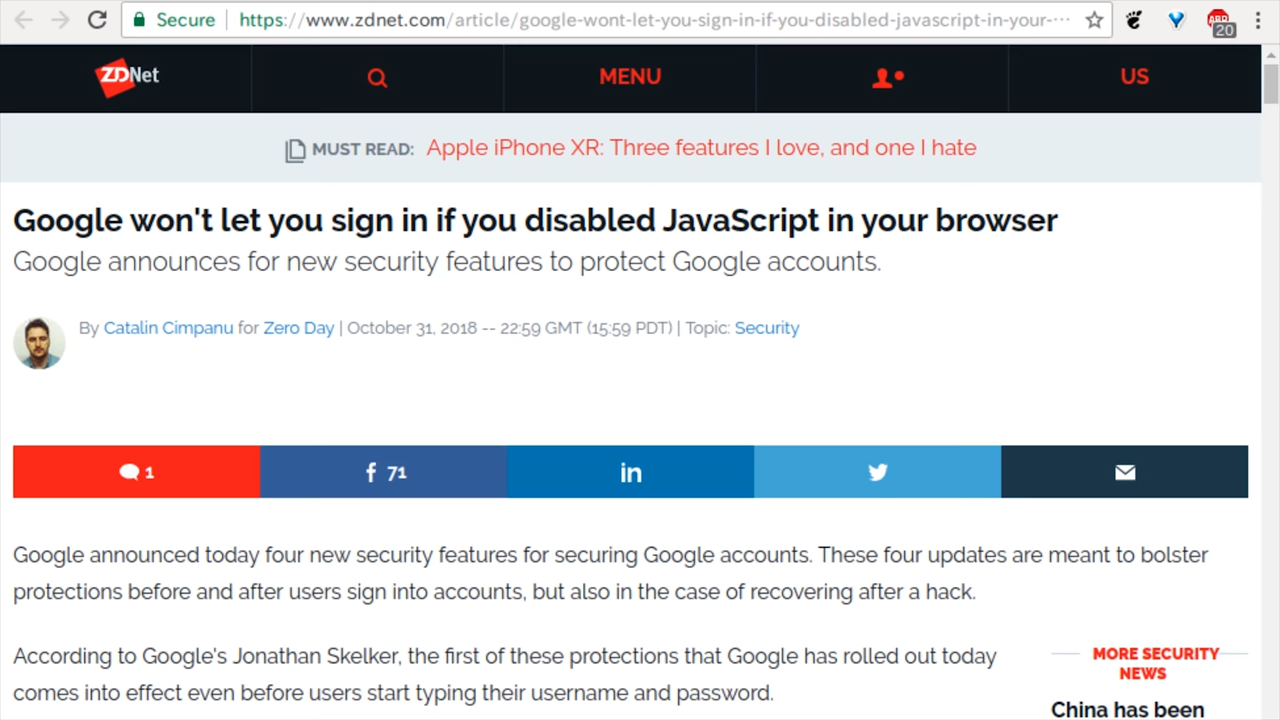 Secure https://www.zdnet.com/article/google-wont-let-you-sign-in-if-you-disabled-javascript-in-your-···
ABP
20
ZDNet MENU US
MUST READ: Apple iPhone XR: Three features I love, and one I hate
Google won't let you sign in if you disabled JavaScript in your browser
Google announces for new security features to protect Google accounts.
By Catalin Cimpanu for Zero Day | October 31, 2018 -- 22:59 GMT (15:59 PDT) | Topic: Security
1 f 71 in
Google announced today four new security features for securing Google accounts. These four updates are meant to bolster
protections before and after users sign into accounts, but also in the case of recovering after a hack.
According to Google's Jonathan Skelker, the first of these protections that Google has rolled out today
comes into effect even before users start typing their username and password.
MORE SECURITY
NEWS
China has been